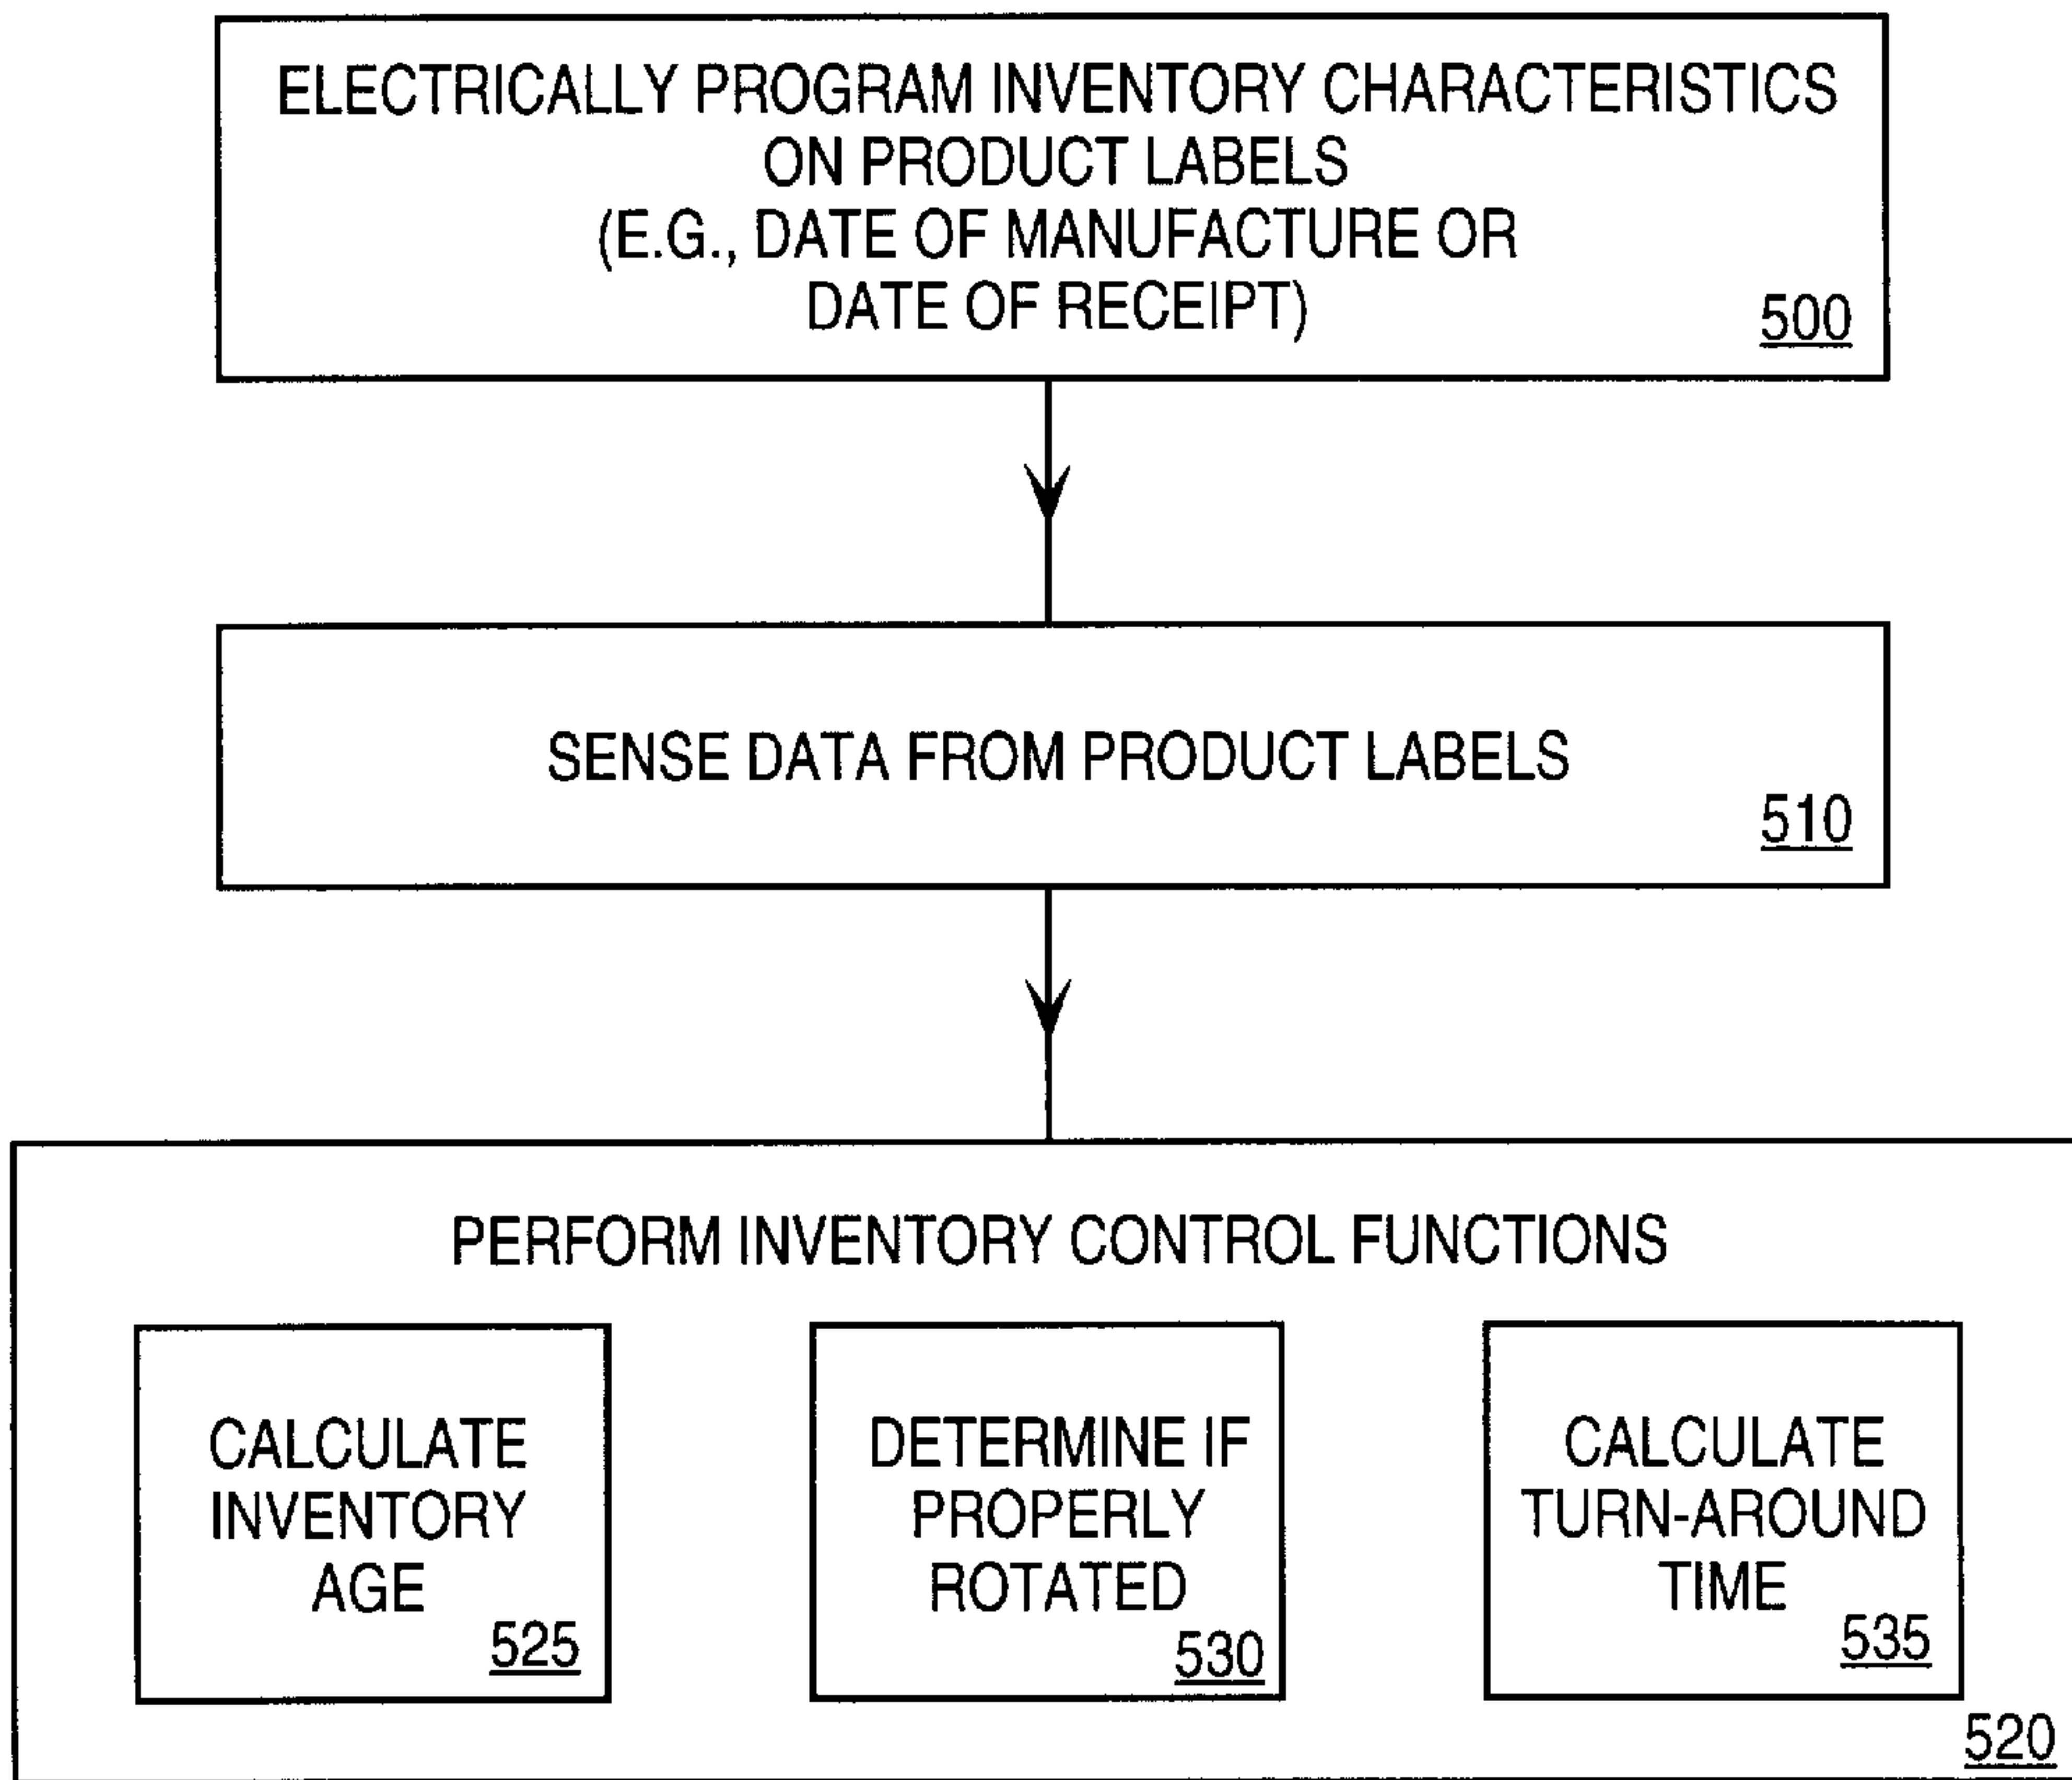 ELECTRICALLY PROGRAM INVENTORY CHARACTERISTICS
ON PRODUCT LABELS
(E.G., DATE OF MANUFACTURE OR
DATE OF RECEIPT)
500
SENSE DATA FROM PRODUCT LABELS
510
PERFORM INVENTORY CONTROL FUNCTIONS
CALCULATE
INVENTORY
AGE
525
DETERMINE IF
PROPERLY
ROTATED
530
CALCULATE
TURN-AROUND
TIME
535
520